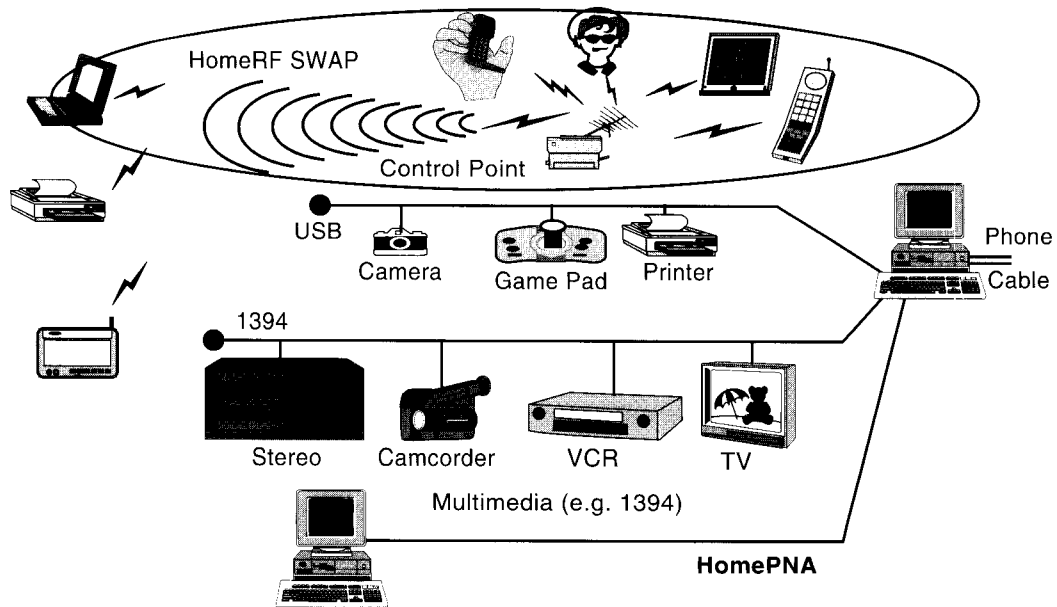 HomeRF SWAP
Control Point
USB
Camera
Game Pad
Printer
Phone
Cable
1394
Stereo
Camcorder
VCR
TV
Multimedia (e.g. 1394)
HomePNA